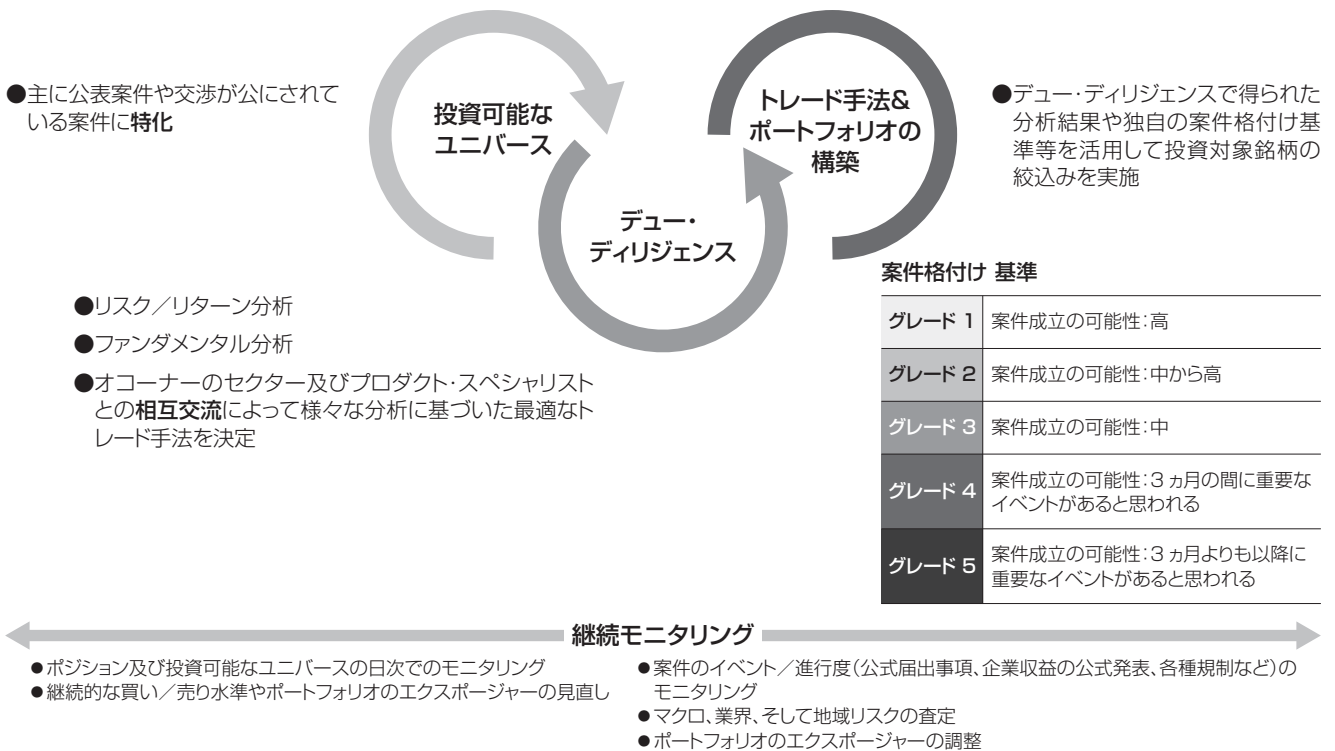 ●主に公表案件や交渉が公にされて
いる案件に特化
投資可能な
ユニバース
デュー・
ディリジェンス
トレード手法&
ポートフォリオの
構築
●デュー・ディリジェンスで得られた
分析結果や独自の案件格付け基
準等を活用して投資対象銘柄の
絞込みを実施
●リスク／リターン分析
●ファンダメンタル分析
●オコーナーのセクター及びプロダクト・スペシャリスト
との相互交流によって様々な分析に基づいた最適なト
レード手法を決定
案件格付け 基準
グレード 1 案件成立の可能性：高
グレード 2 案件成立の可能性：中から高
グレード 3 案件成立の可能性：中
グレード 4 案件成立の可能性：3 ヵ月の間に重要な
イベントがあると思われる
グレード 5 案件成立の可能性：3 ヵ月よりも以降に
重要なイベントがあると思われる
継続モニタリング
●ポジション及び投資可能なユニバースの日次でのモニタリング
●継続的な買い／売り水準やポートフォリオのエクスポージャーの見直し
●案件のイベント／進行度（公式届出事項、企業収益の公式発表、各種規制など）の
モニタリング
●マクロ、業界、そして地域リスクの査定
●ポートフォリオのエクスポージャーの調整